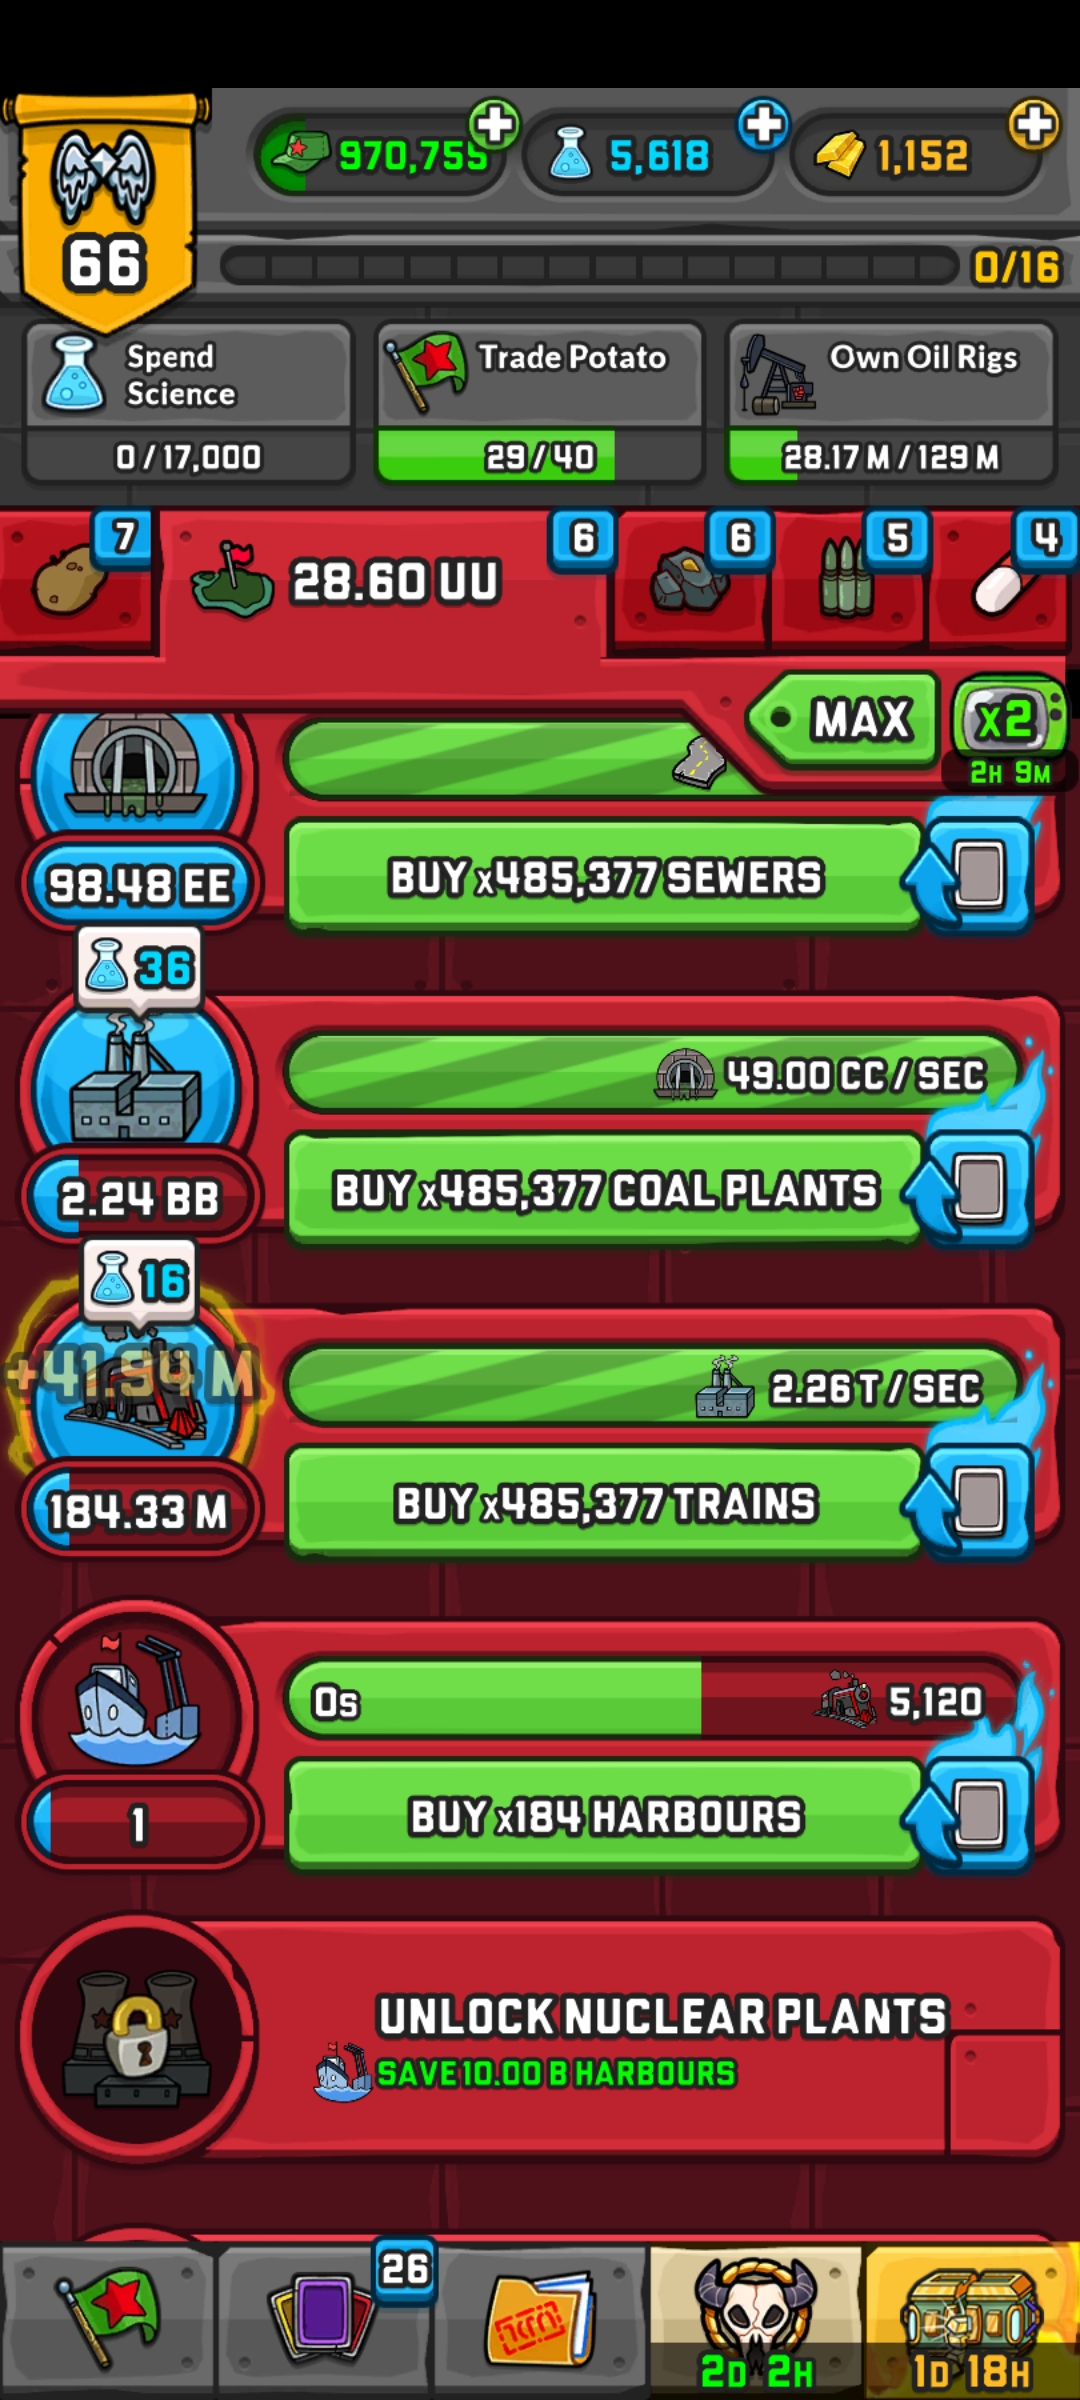 970,755
5,618
1,152
66
0/16
Spend
Science
0 / 17,000
Trade Potato
29 / 40
Own Oil Rigs
28.17 M / 129 M
7
28.60 UU
6
6
5
4
MAX
x2
2H 9M
98.48 EE
BUY x485,377 SEWERS
36
49.00 CC / SEC
2.24 BB
BUY x485,377 COAL PLANTS
16
+41.94 M
2.26 T / SEC
184.33 M
BUY x485,377 TRAINS
0s
5,120
1
BUY x184 HARBOURS
UNLOCK NUCLEAR PLANTS
SAVE 10.00 B HARBOURS
26
2D 2H
1D 18H